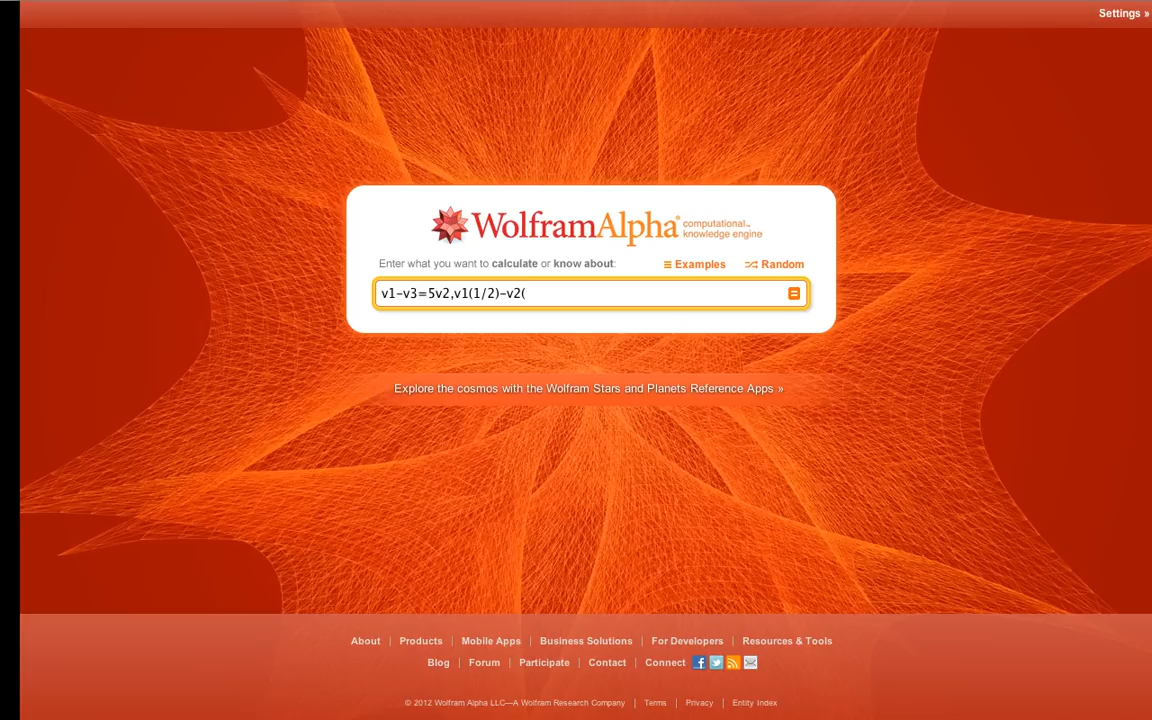 Settings »
WolframAlpha® computational™ knowledge engine
Enter what you want to calculate or know about:
Examples
Random
v1-v3=5v2,v1(1/2)-v2(
Explore the cosmos with the Wolfram Stars and Planets Reference Apps »
About | Products | Mobile Apps | Business Solutions | For Developers | Resources & Tools
Blog | Forum | Participate | Contact | Connect
© 2012 Wolfram Alpha LLC—A Wolfram Research Company | Terms | Privacy | Entity Index